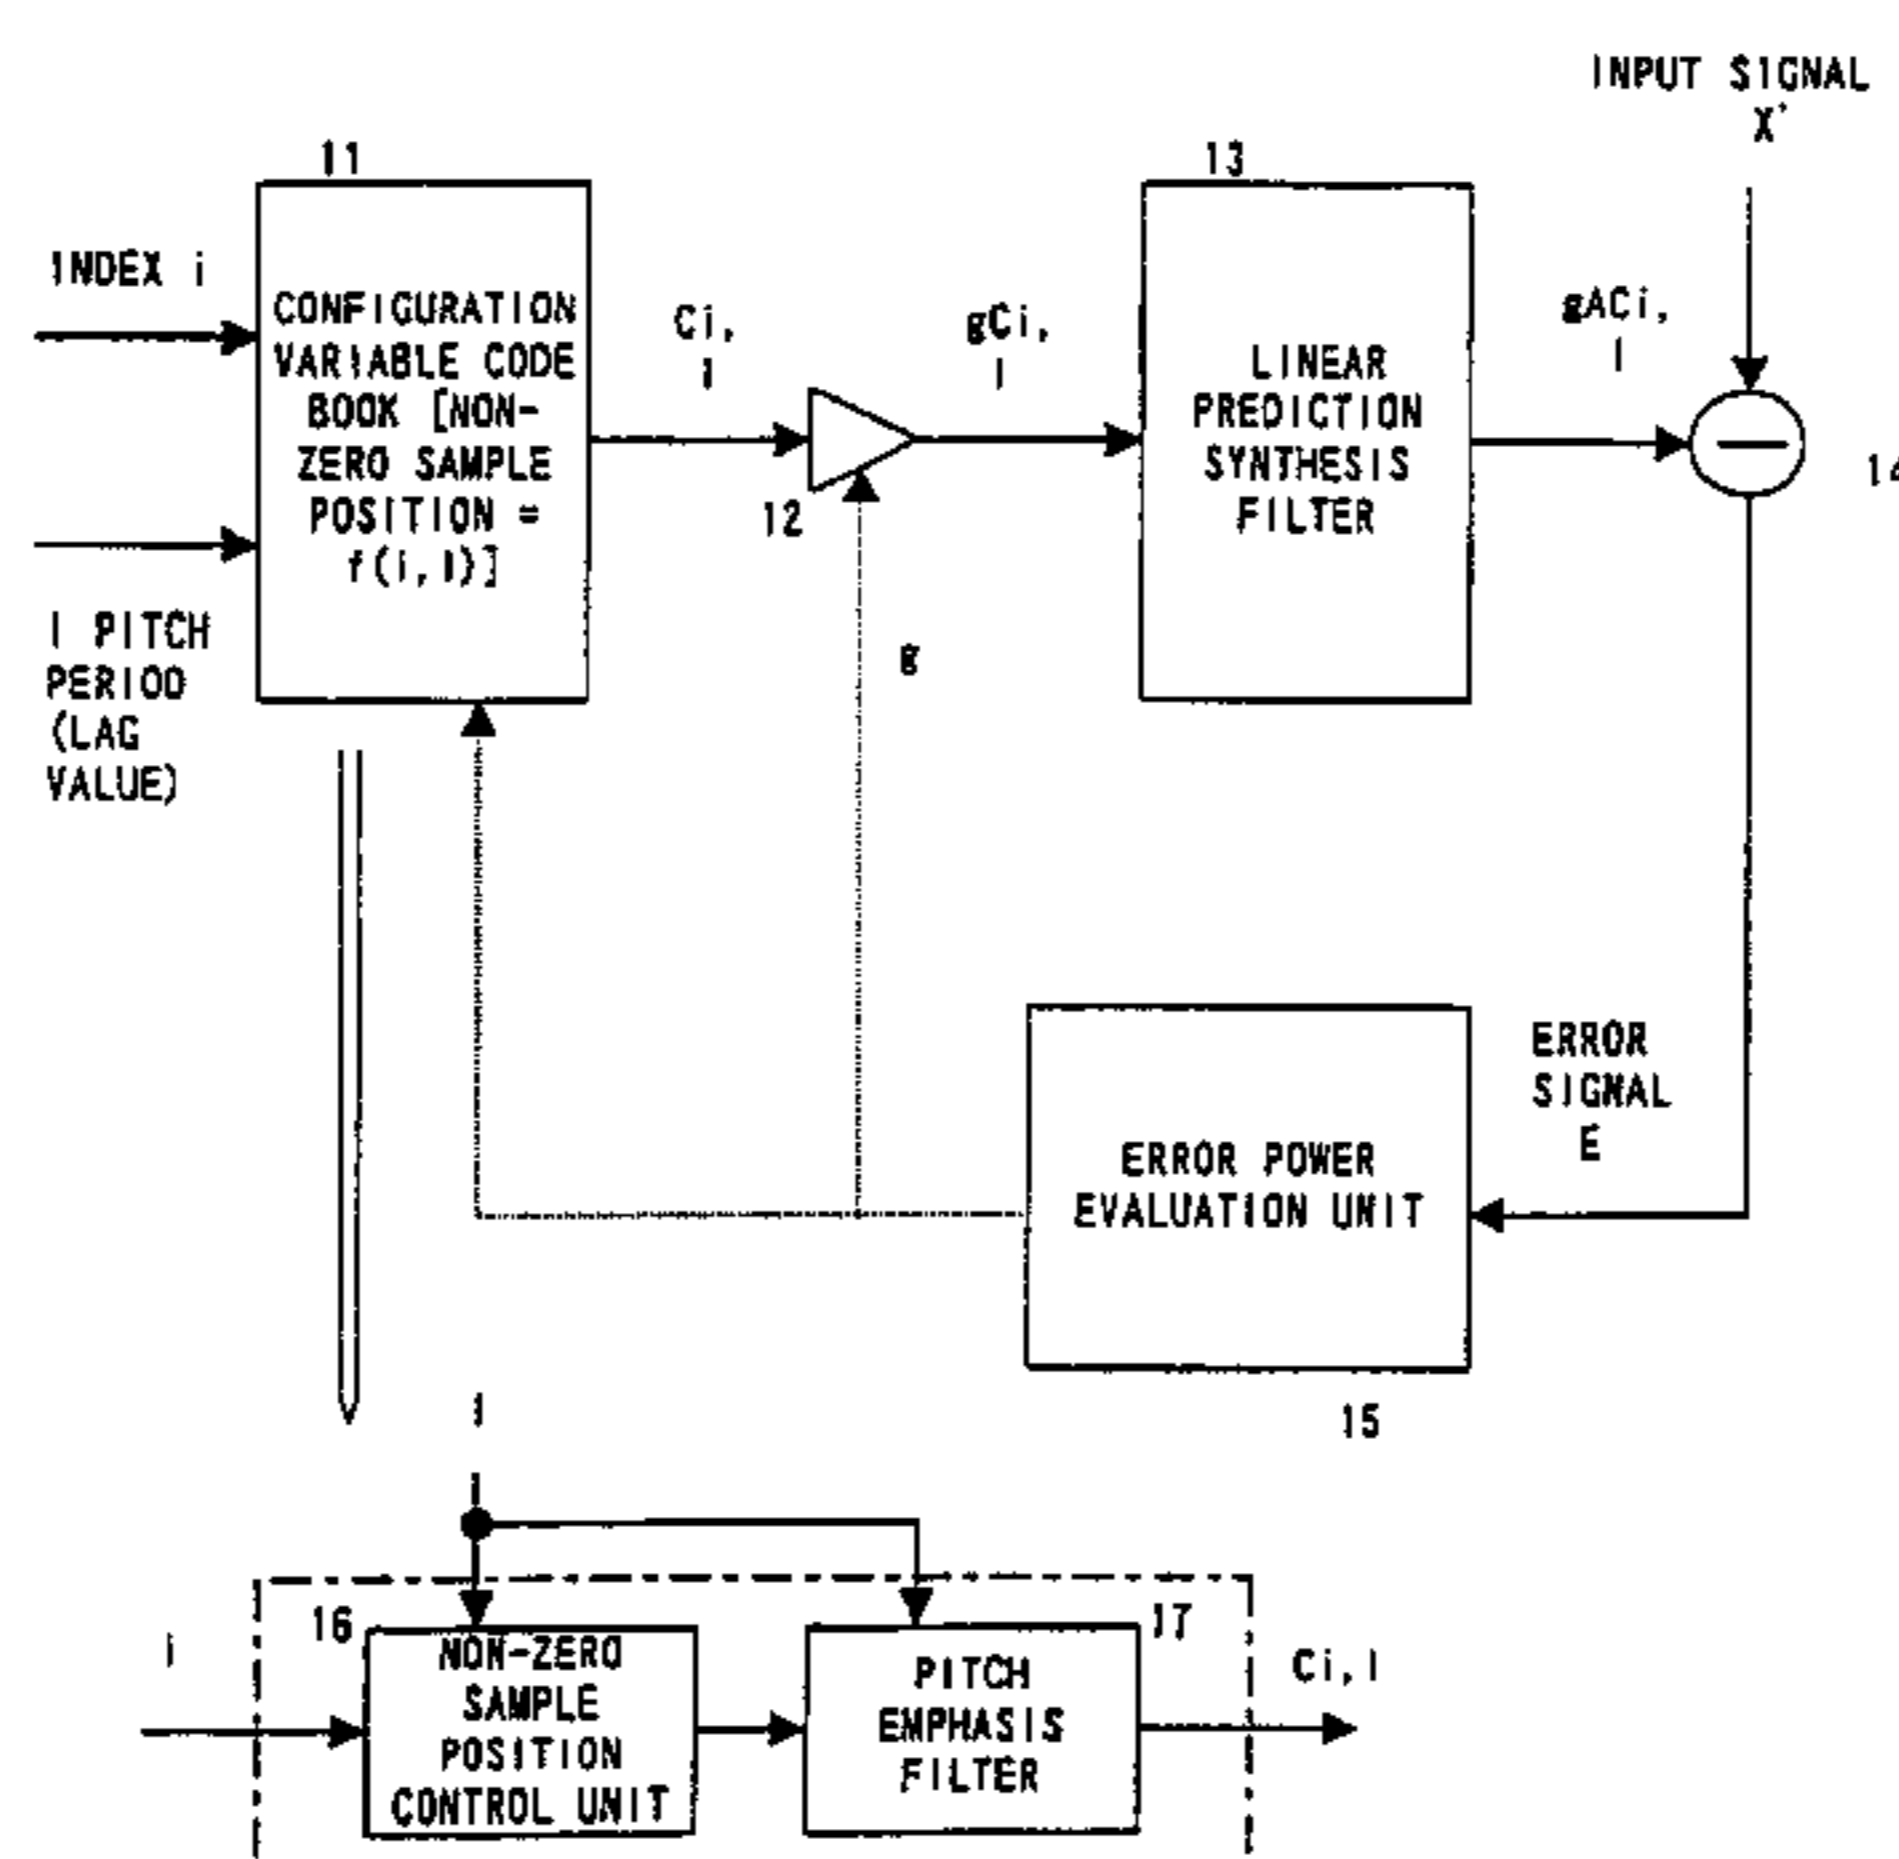 INPUT SIGNAL
X'
11
13
INDEX i
CONFIGURATION
VARIABLE CODE
BOOK [NON-
ZERO SAMPLE
POSITION =
f(i,l)]
Ci,
l
gCi,
l
LINEAR
PREDICTION
SYNTHESIS
FILTER
gACi,
l
12
14
l PITCH
PERIOD
(LAG
VALUE)
g
ERROR
SIGNAL
E
ERROR POWER
EVALUATION UNIT
15
l
16
17
i
NON-ZERO
SAMPLE
POSITION
CONTROL UNIT
PITCH
EMPHASIS
FILTER
Ci,l